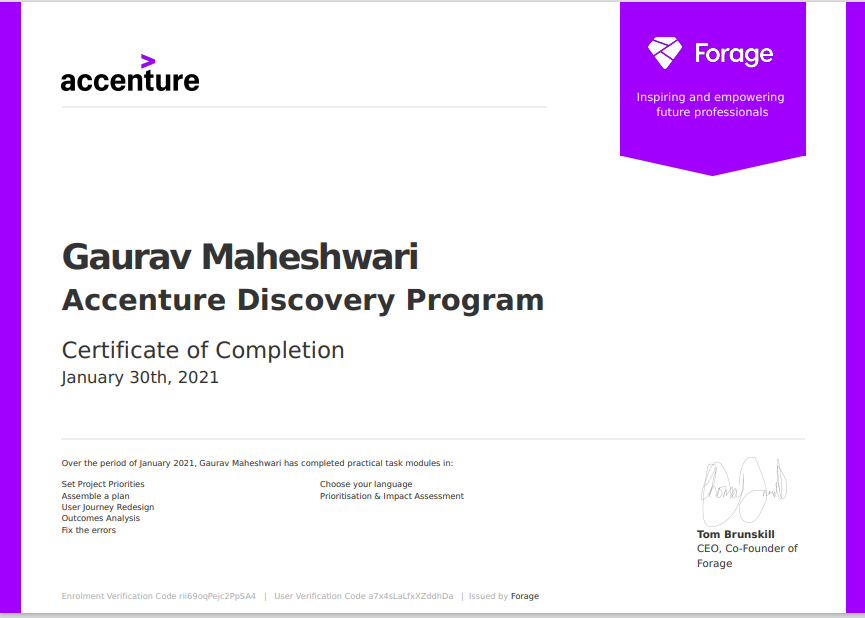 accenture
Forage
Inspiring and empowering
future professionals
Gaurav Maheshwari
Accenture Discovery Program
Certificate of Completion
January 30th, 2021
Over the period of January 2021, Gaurav Maheshwari has completed practical task modules in:
Set Project Priorities
Assemble a plan
User Journey Redesign
Outcomes Analysis
Fix the errors
Choose your language
Prioritisation & Impact Assessment
Tom Brunskill
CEO, Co-Founder of
Forage
Enrolment Verification Code rii69oqPejc2PpSA4 | User Verification Code a7x4sLaLfxXZddhDa | Issued by Forage